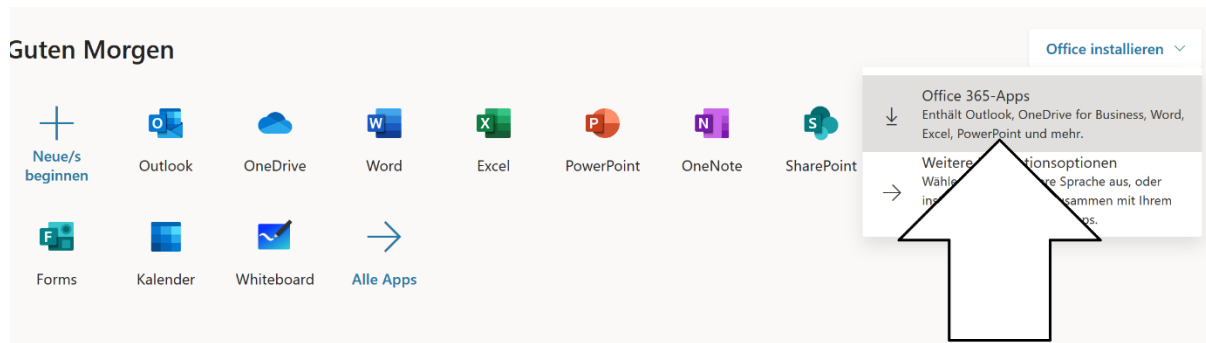 Guten Morgen
Office installieren
Office 365-Apps
Enthält Outlook, OneDrive for Business, Word,
Excel, PowerPoint und mehr.
Weitere
Sprache aus, oder
mit Ihrem
Neue/s
beginnen
Outlook
OneDrive
Word
Excel
PowerPoint
OneNote
SharePoint
Forms
Kalender
Whiteboard
Alle Apps